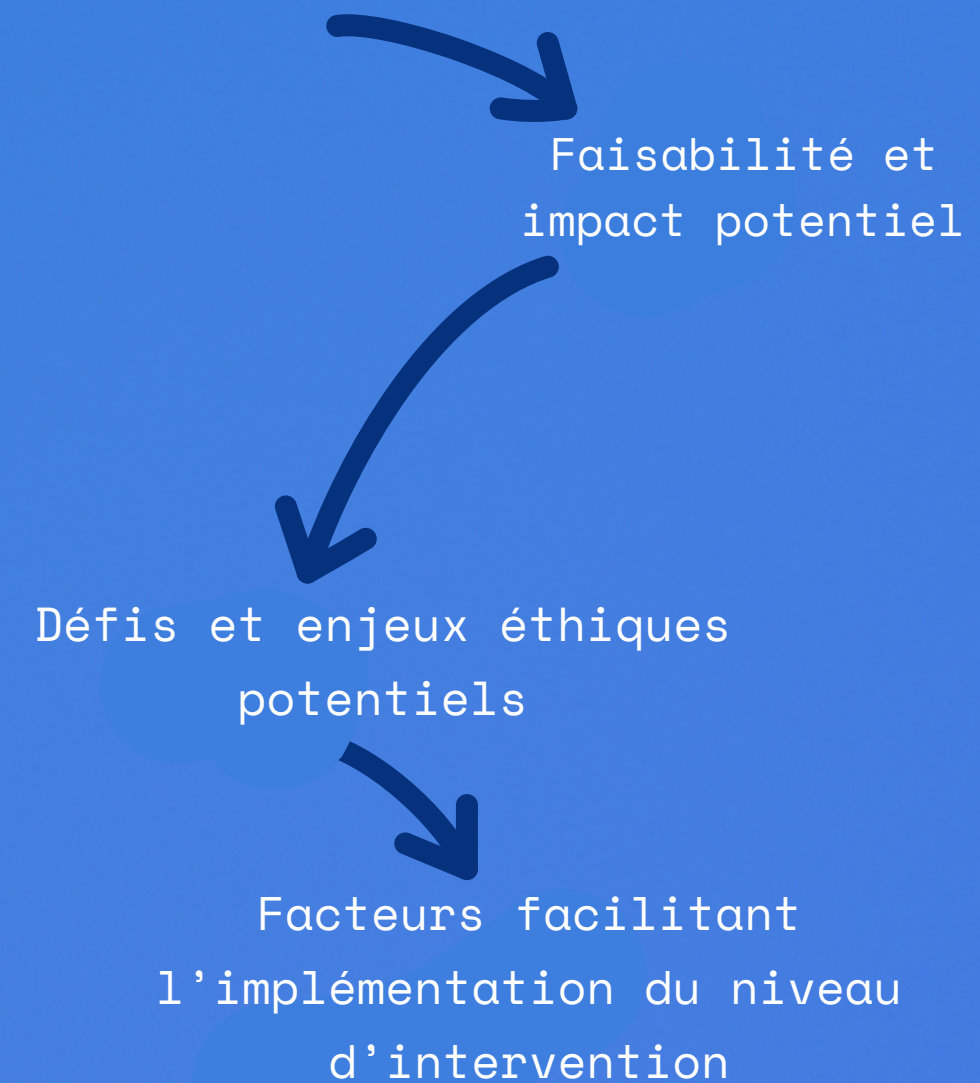 Faisabilité et
impact potentiel
Défis et enjeux éthiques
potentiels
Facteurs facilitant
l’implémentation du niveau
d’intervention